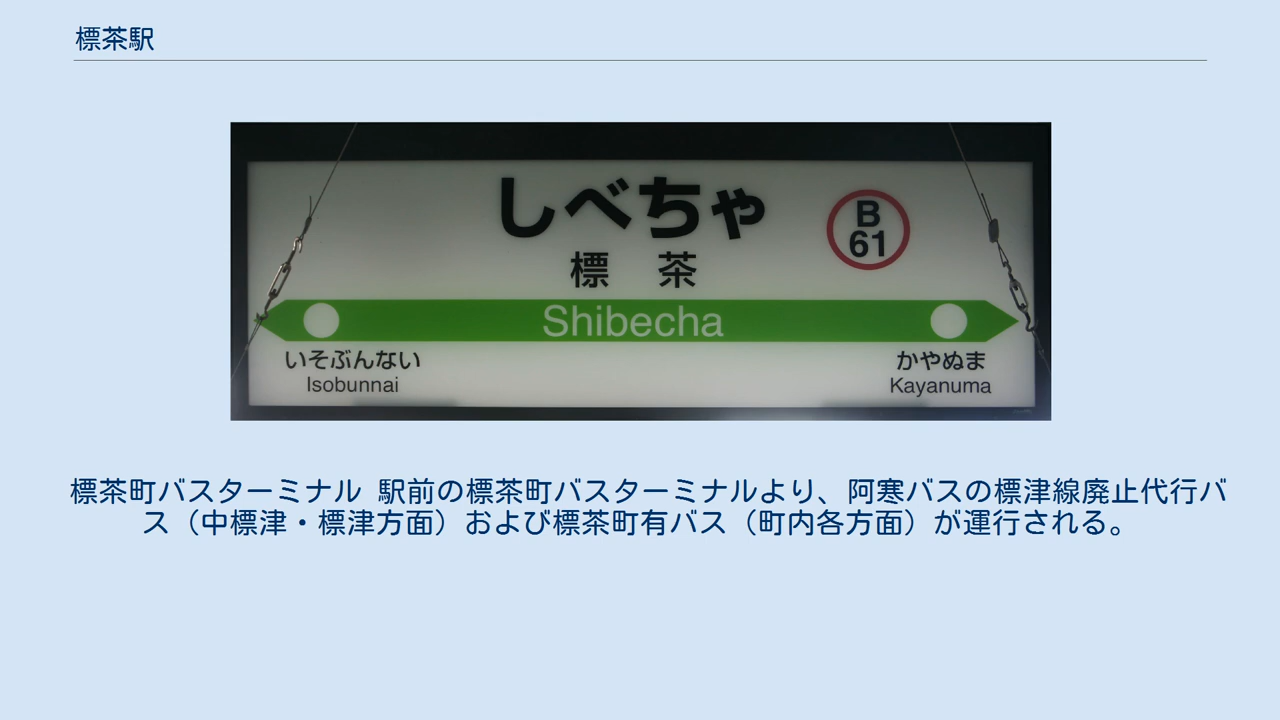 標茶駅
しべちゃ
B
61
標 茶
Shibecha
いそぶんない
Isobunnai
かやぬま
Kayanuma
標茶町バスターミナル 駅前の標茶町バスターミナルより、阿寒バスの標津線廃止代行バ
ス（中標津・標津方面）および標茶町有バス（町内各方面）が運行される。